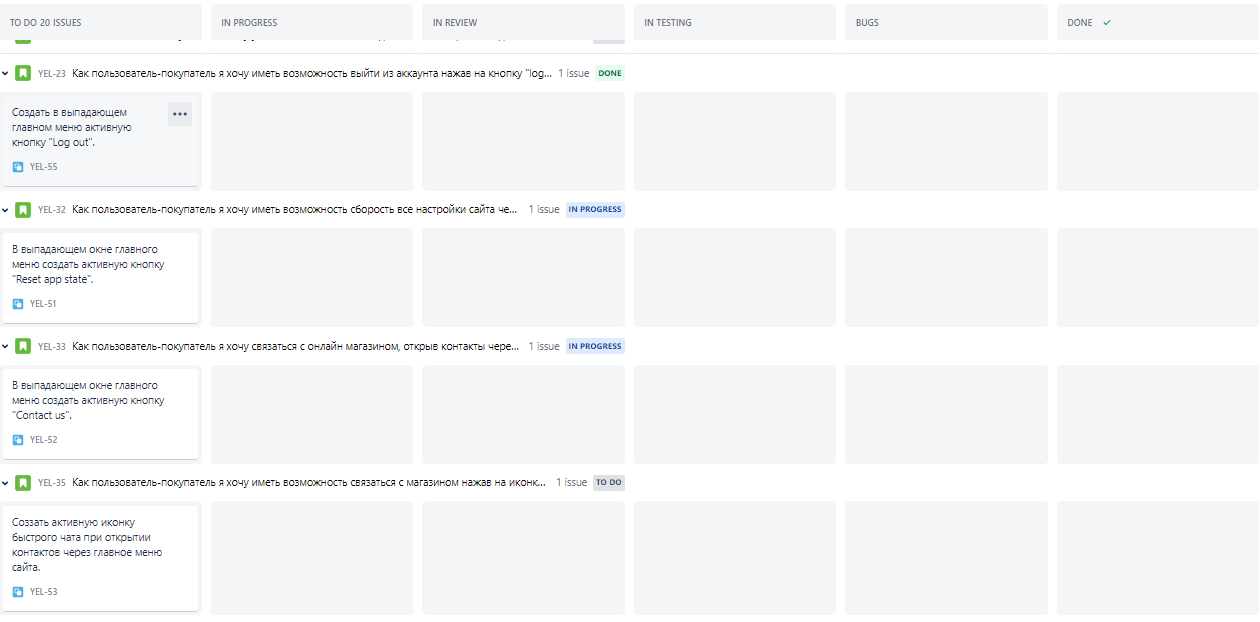 TO DO 20 ISSUES
IN PROGRESS
IN REVIEW
IN TESTING
BUGS
DONE
YEL-23 Как пользователь-покупатель я хочу иметь возможность выйти из аккаунта нажав на кнопку "log... 1 issue DONE
Создать в выпадающем
главном меню активную
кнопку "Log out".
YEL-55
YEL-32 Как пользователь-покупатель я хочу иметь возможность сборость все настройки сайта че... 1 issue IN PROGRESS
В выпадающем окне главного
меню создать активную кнопку
"Reset app state".
YEL-51
YEL-33 Как пользователь-покупатель я хочу связаться с онлайн магазином, открыв контакты чере... 1 issue IN PROGRESS
В выпадающем окне главного
меню создать активную кнопку
"Contact us".
YEL-52
YEL-35 Как пользователь-покупатель я хочу иметь возможность связаться с магазином нажав на иконк... 1 issue TO DO
Соззать активную иконку
быстрого чата при открытии
контактов через главное меню
сайта.
YEL-53